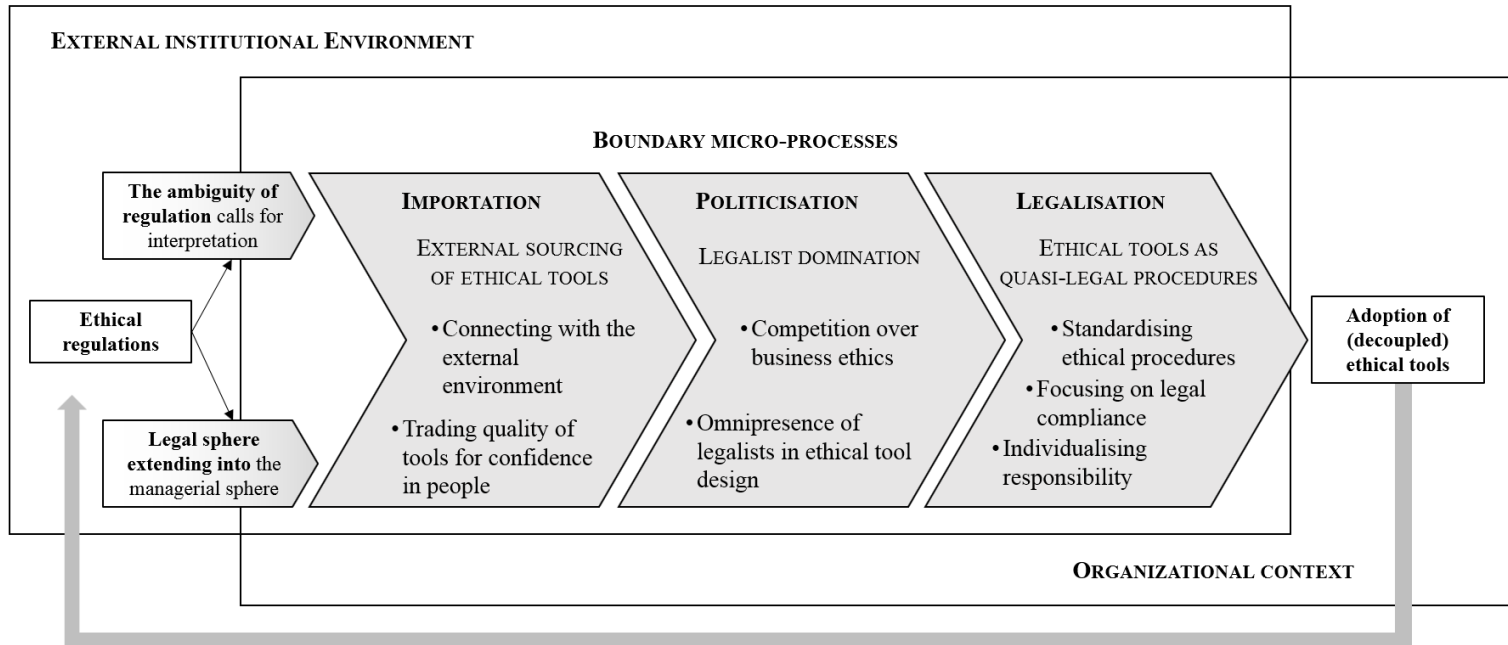 EXTERNAL INSTITUTIONAL ENVIRONMENT
BOUNDARY MICRO-PROCESSES
The ambiguity of
regulation calls for
interpretation
Ethical
regulations
Legal sphere
extending into the
managerial sphere
IMPORTATION
EXTERNAL SOURCING
OF ETHICAL TOOLS
• Connecting with the
external
environment
• Trading quality of
tools for confidence
in people
POLITICISATION
LEGALIST DOMINATION
• Competition over
business ethics
• Omnipresence of
legalists in ethical tool
design
LEGALISATION
ETHICAL TOOLS AS
QUASI-LEGAL PROCEDURES
• Standardising
ethical procedures
• Focusing on legal
compliance
• Individualising
responsibility
Adoption of
(decoupled)
ethical tools
ORGANIZATIONAL CONTEXT